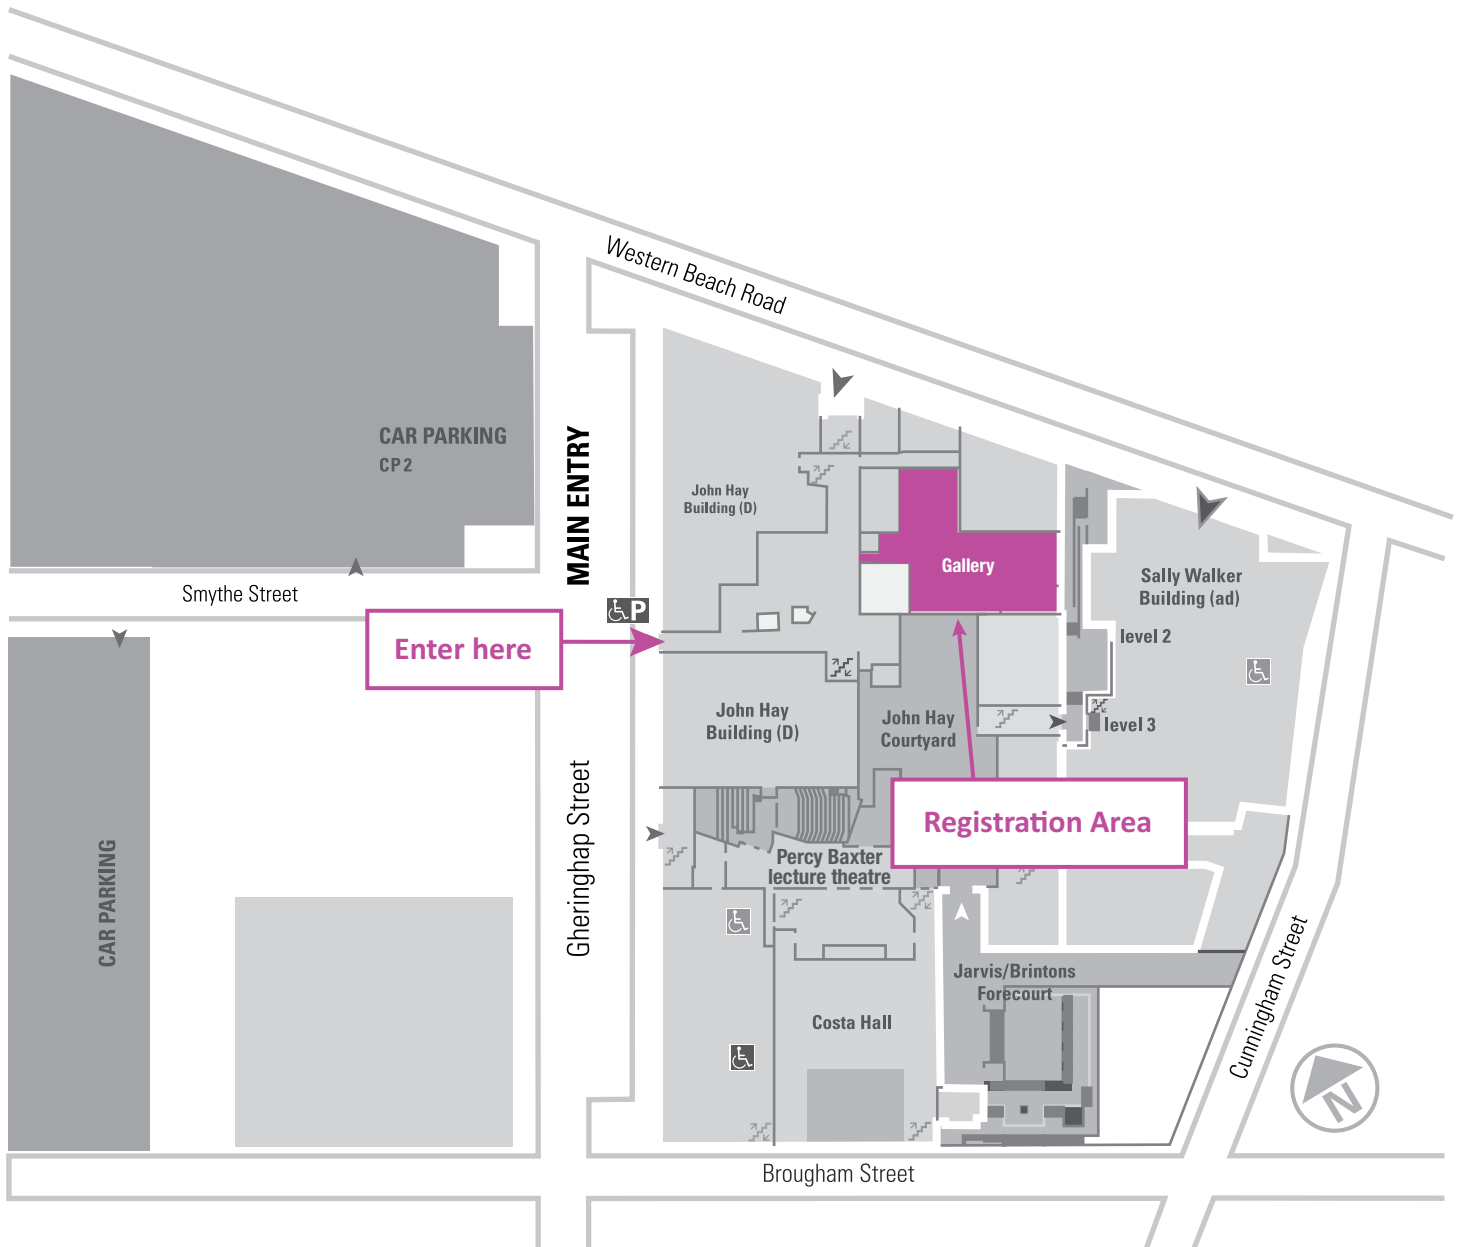 Western Beach Road
CAR PARKING
CP2
MAIN ENTRY
John Hay
Building (D)
Gallery
Sally Walker
Building (ad)
Smythe Street
P
Enter here
level 2
John Hay
Building (D)
John Hay
Courtyard
level 3
Gheringhap Street
Registration Area
CAR PARKING
Percy Baxter
lecture theatre
Jarvis/Brintons
Forecourt
Costa Hall
Cunningham Street
N
Brougham Street